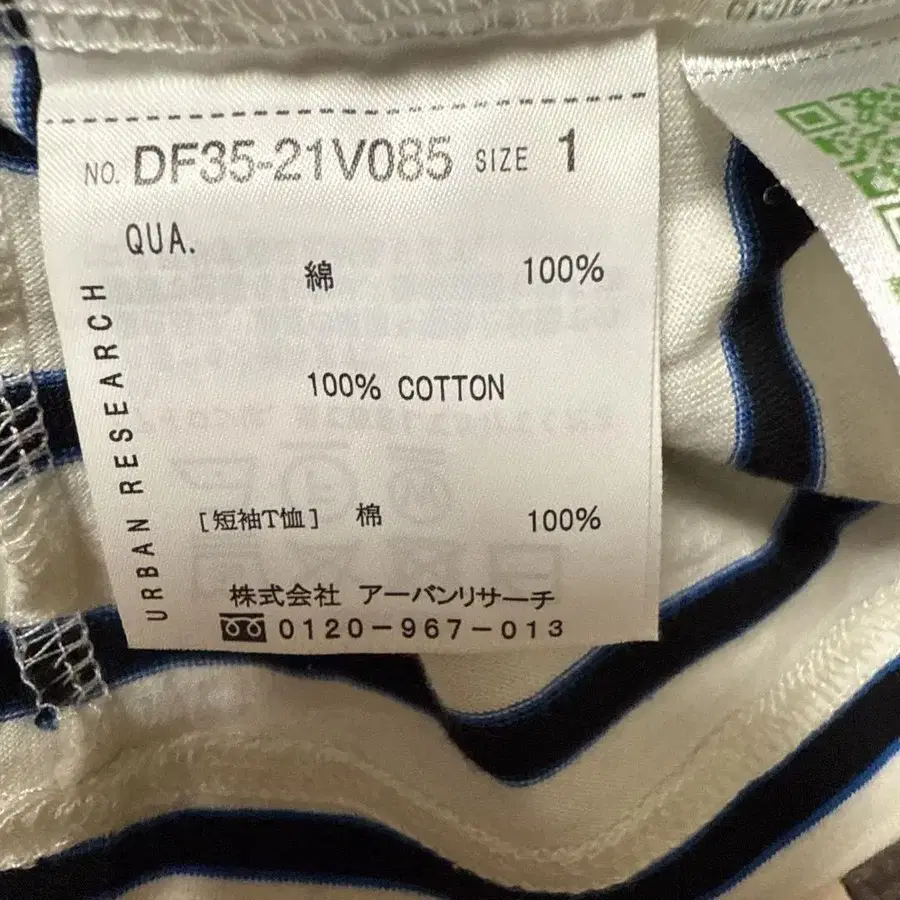 NO. DF35-21V085 SIZE 1
QUA.
綿 100%
100% COTTON
[短袖T恤] 棉 100%
株式会社 アーバンリサーチ
0120-967-013
URBAN RESEARCH